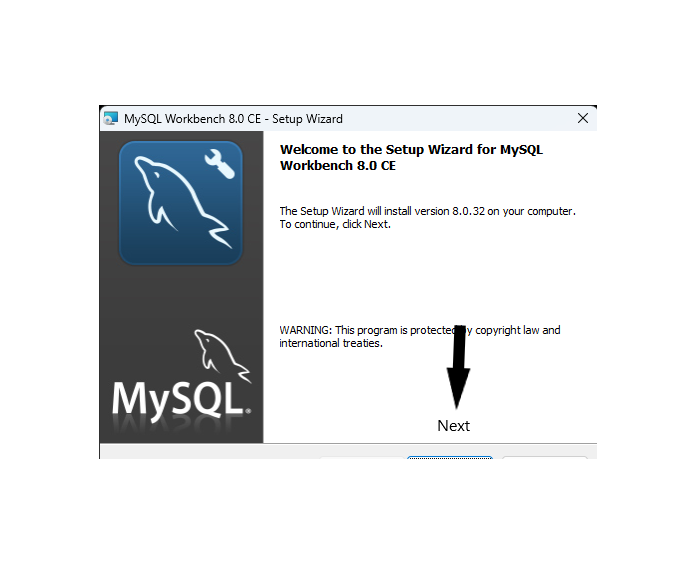 MySQL Workbench 8.0 CE - Setup Wizard
Welcome to the Setup Wizard for MySQL
Workbench 8.0 CE
The Setup Wizard will install version 8.0.32 on your computer.
To continue, click Next.
WARNING: This program is protected by copyright law and
international treaties.
MySQL®
Next